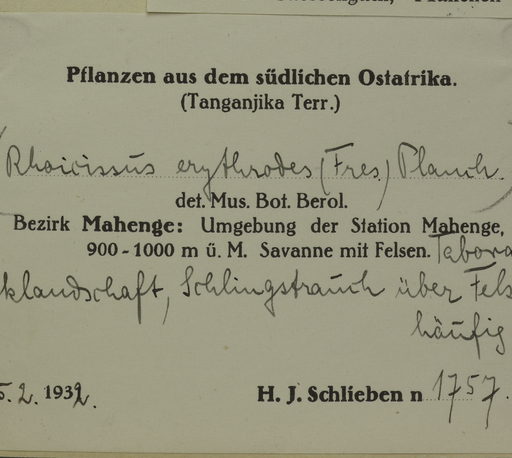 Pflanzen aus dem südlichen Ostafrika.
(Tanganjika Terr.)
Rhoicissus erythrodes (Fres.) Planch.
det. Mus. Bot. Berol.
Bezirk Mahenge: Umgebung der Station Mahenge,
900-1000 m ü. M. Savanne mit Felsen. Tabora
klandschaft, Schlingstrauch über Fels
häufig
5. 2. 1932.
H. J. Schlieben n 1757.